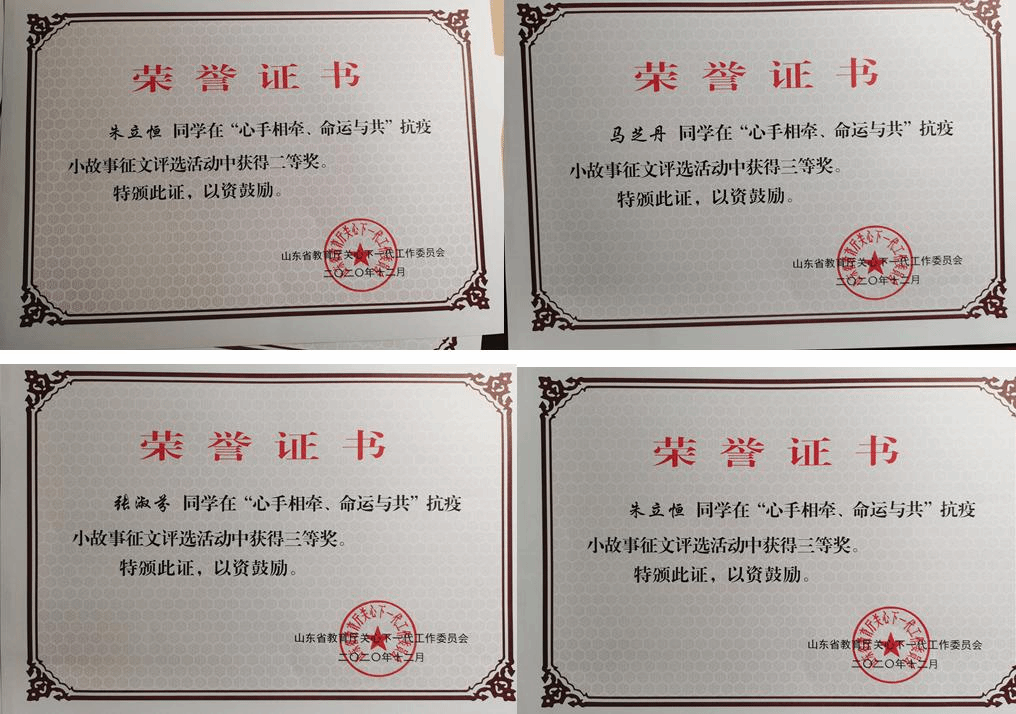 荣誉证书
朱立恒 同学在“心手相牵、命运与共”抗疫
小故事征文评选活动中获得二等奖。
特颁此证，以资鼓励。
山东省教育厅关心下一代工作委员会
二〇二〇年十二月
荣誉证书
马芝丹 同学在“心手相牵、命运与共”抗疫
小故事征文评选活动中获得三等奖。
特颁此证，以资鼓励。
山东省教育厅关心下一代工作委员会
二〇二〇年十二月
荣誉证书
张淑芬 同学在“心手相牵、命运与共”抗疫
小故事征文评选活动中获得三等奖。
特颁此证，以资鼓励。
山东省教育厅关心下一代工作委员会
二〇二〇年十二月
荣誉证书
朱立恒 同学在“心手相牵、命运与共”抗疫
小故事征文评选活动中获得三等奖。
特颁此证，以资鼓励。
山东省教育厅关心下一代工作委员会
二〇二〇年十二月